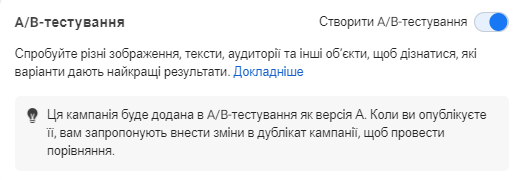 А/В-тестування
Створити А/В-тестування
Спробуйте різні зображення, тексти, аудиторії та інші об’єкти, щоб дізнатися, які
варіанти дають найкращі результати. Докладніше
Ця кампанія буде додана в А/В-тестування як версія А. Коли ви опублікуєте
її, вам запропонують внести зміни в дублікат кампанії, щоб провести
порівняння.